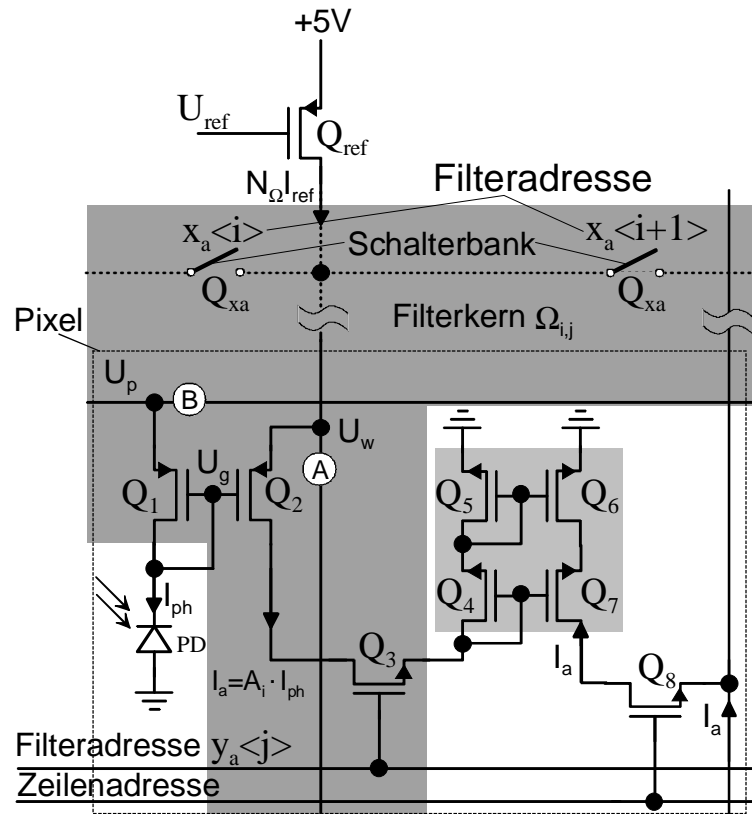 +5V
U_ref
Q_ref
N_Ω I_ref
Filteradresse
x_a<i>
Schalterbank
x_a<i+1>
Q_xa
Q_xa
Filterkern Ω_i,j
Pixel
U_p
B
U_w
A
U_g
Q_1
Q_2
Q_5
Q_6
Q_4
Q_7
I_ph
PD
I_a=A_i · I_ph
Q_3
I_a
Q_8
I_a
Filteradresse y_a<j>
Zeilenadresse